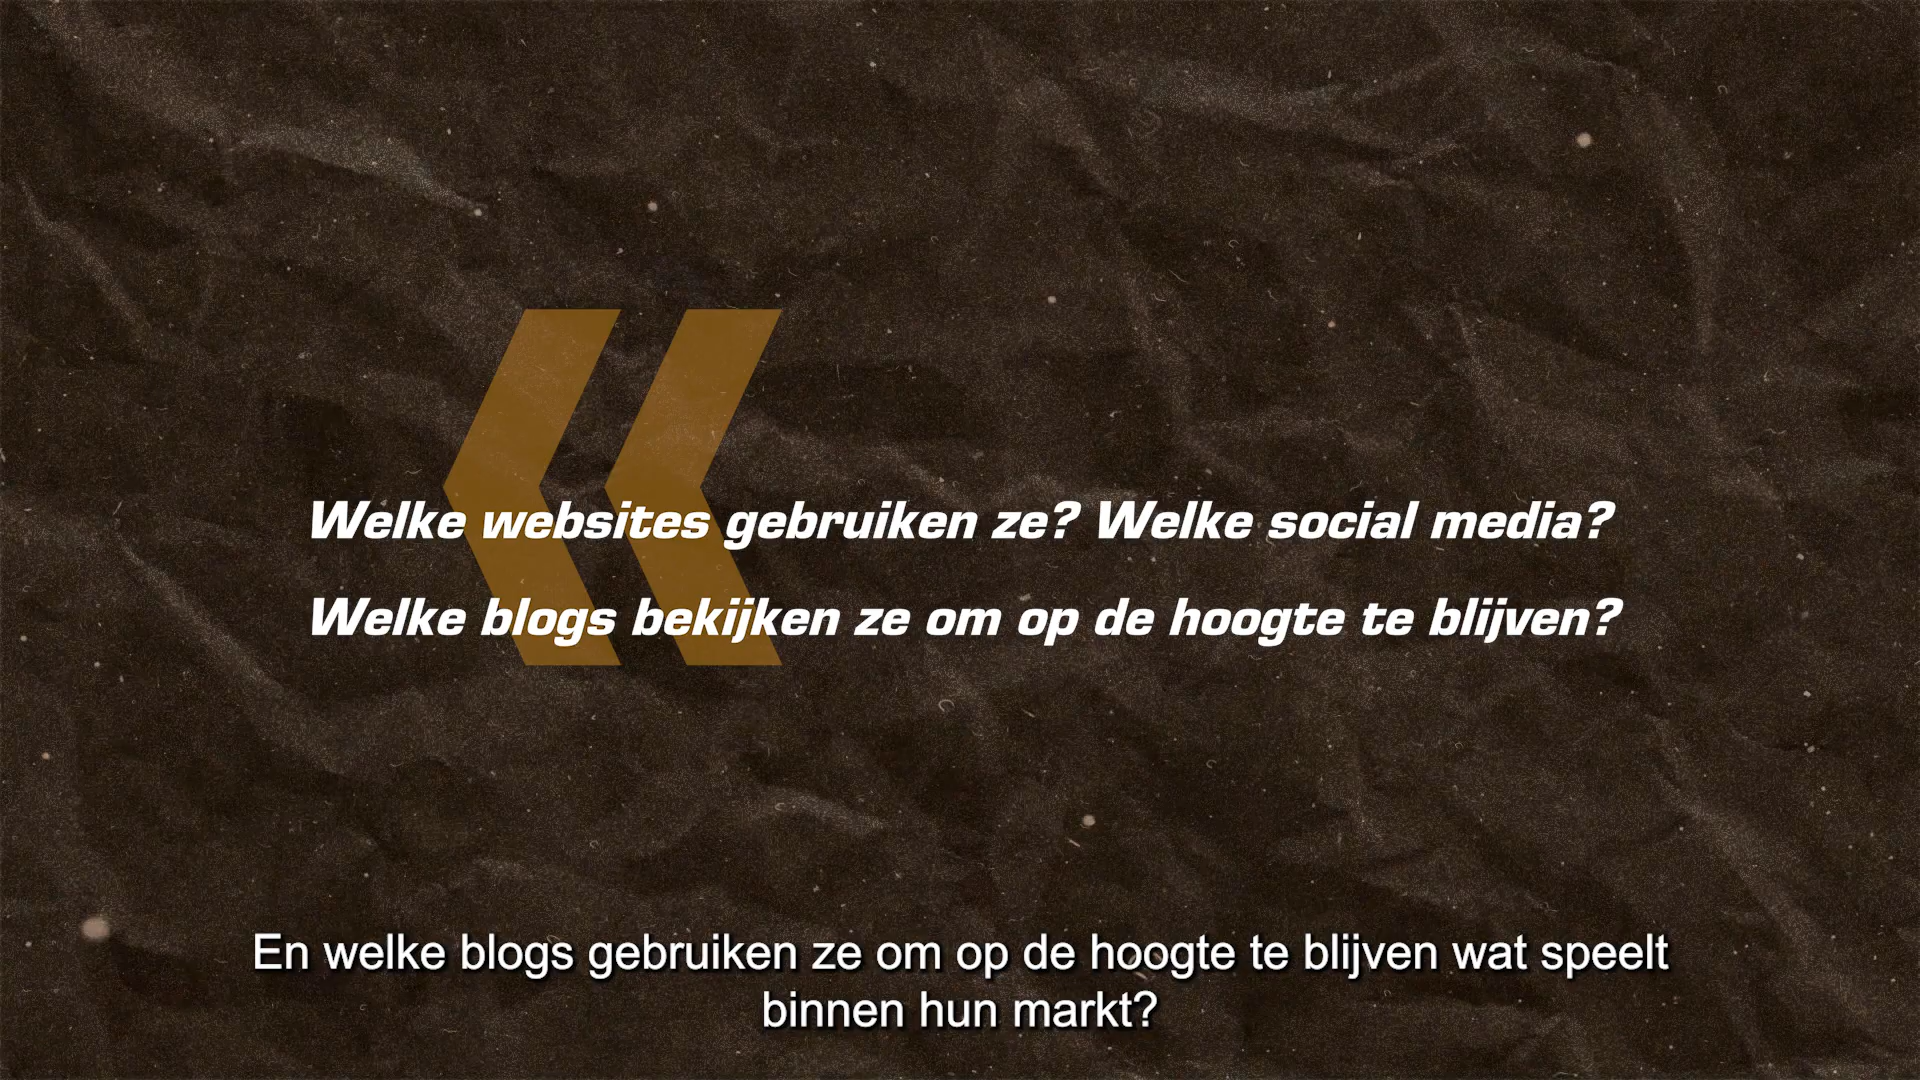 Welke websites gebruiken ze? Welke social media?
Welke blogs bekijken ze om op de hoogte te blijven?
En welke blogs gebruiken ze om op de hoogte te blijven wat speelt
binnen hun markt?